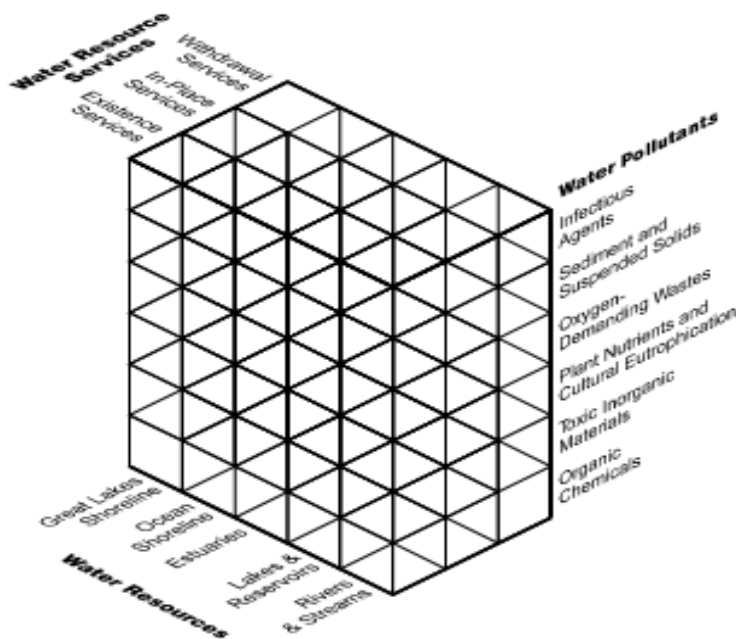 Water Resource
Services
Withdrawal
Services
In-Place
Services
Existence
Services
Water Pollutants
Infectious
Agents
Sediment and
Suspended Solids
Oxygen-
Demanding Wastes
Plant Nutrients and
Cultural Eutrophication
Toxic Inorganic
Materials
Organic
Chemicals
Great Lakes
Shoreline
Ocean
Shoreline
Estuaries
Lakes &
Reservoirs
Rivers
& Streams
Water Resources